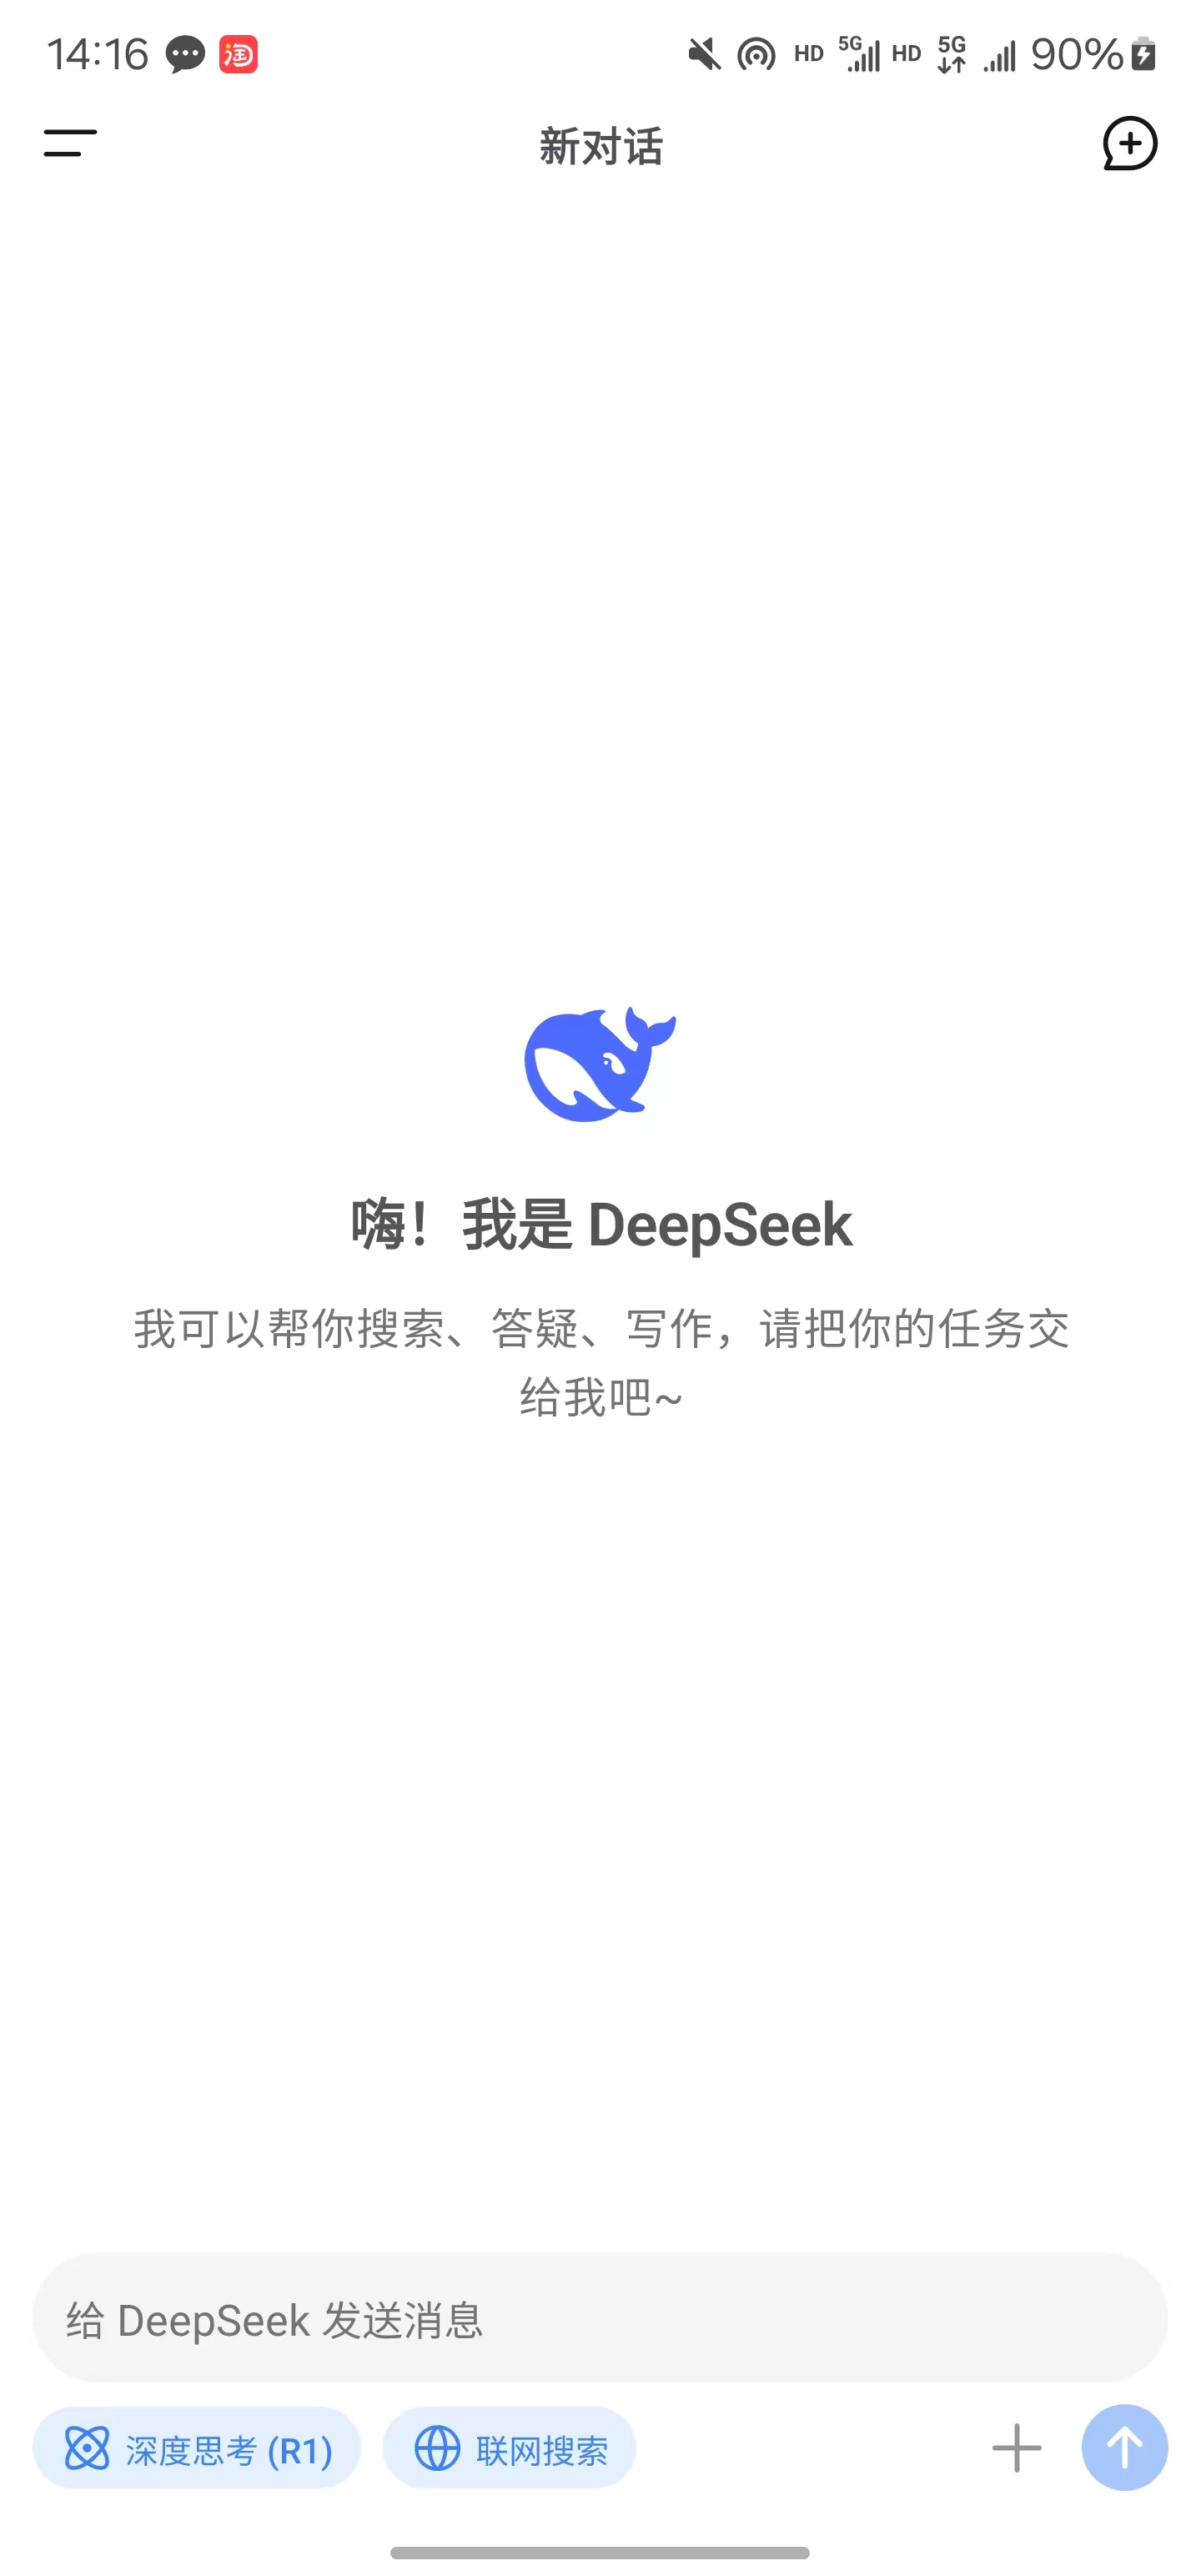 14:16 淘 HD 5G HD 5G 90%
新对话
嗨！我是 DeepSeek
我可以帮你搜索、答疑、写作，请把你的任务交
给我吧~
给 DeepSeek 发送消息
深度思考 (R1) 联网搜索